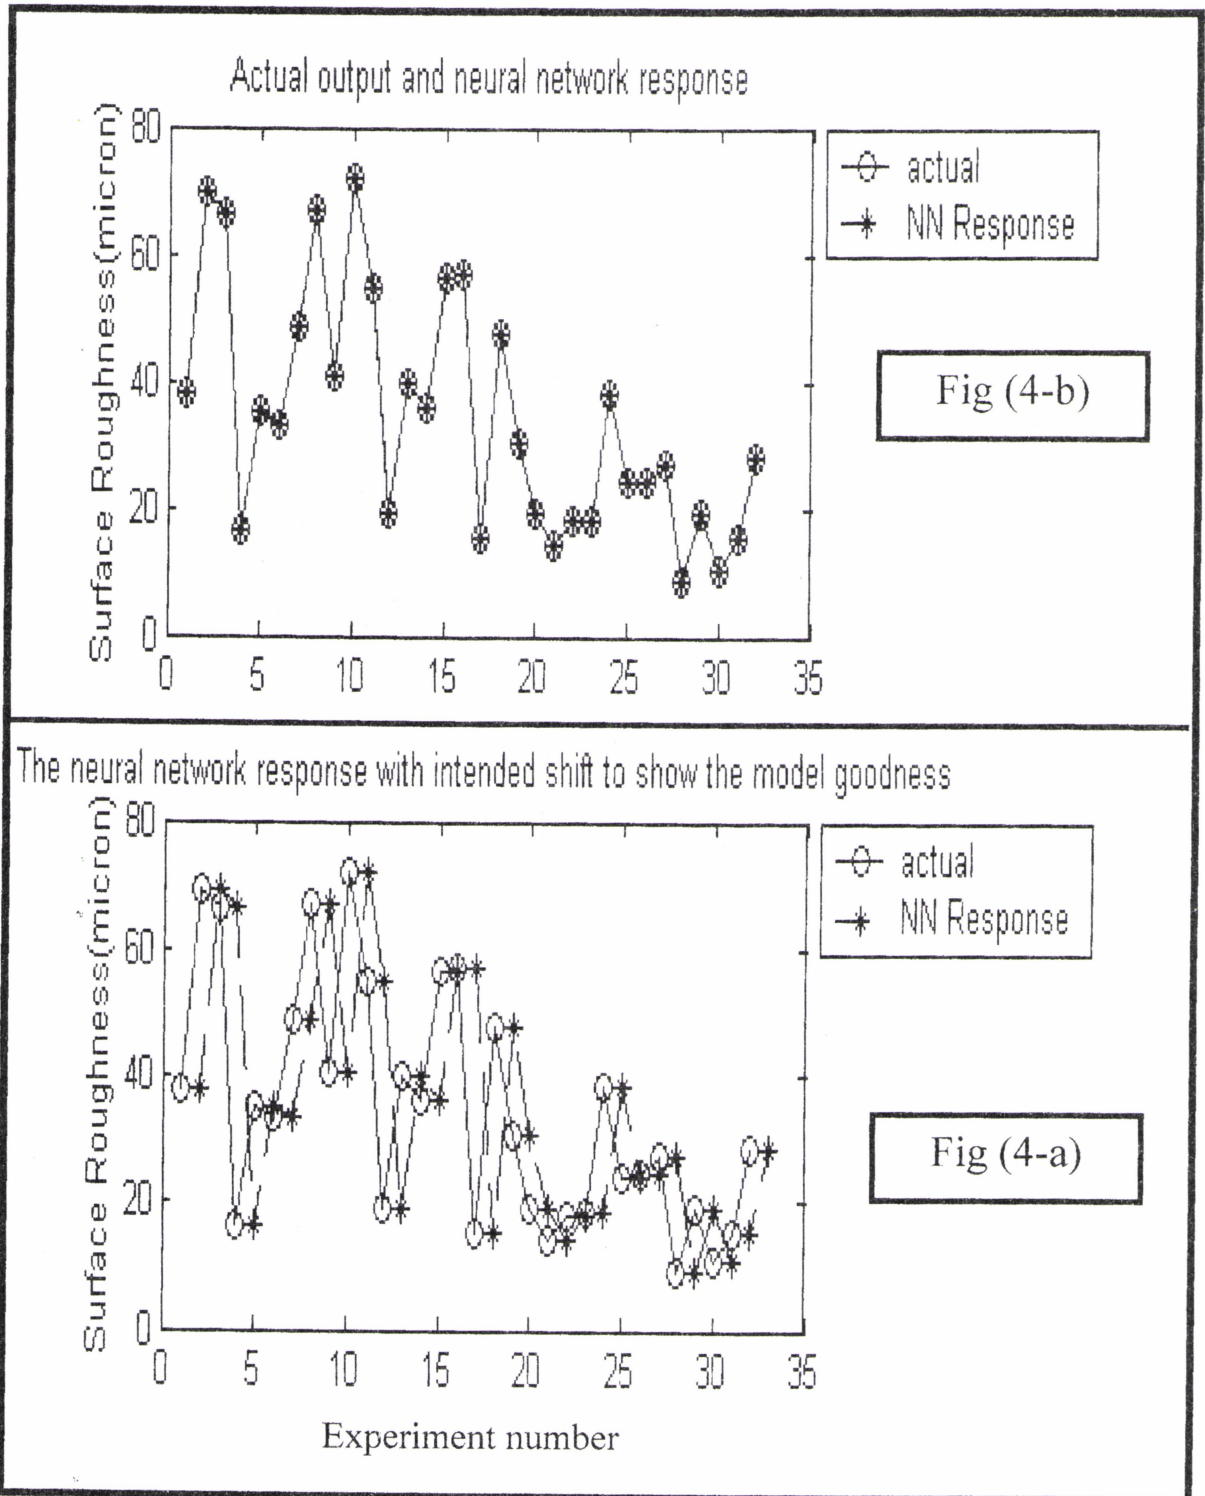 Actual output and neural network response
Surface Roughness(micron)
80
60
40
20
0
0 5 10 15 20 25 30 35
actual
NN Response
Fig (4-b)
The neural network response with intended shift to show the model goodness
Surface Roughness(micron)
80
60
40
20
0
0 5 10 15 20 25 30 35
actual
NN Response
Fig (4-a)
Experiment number